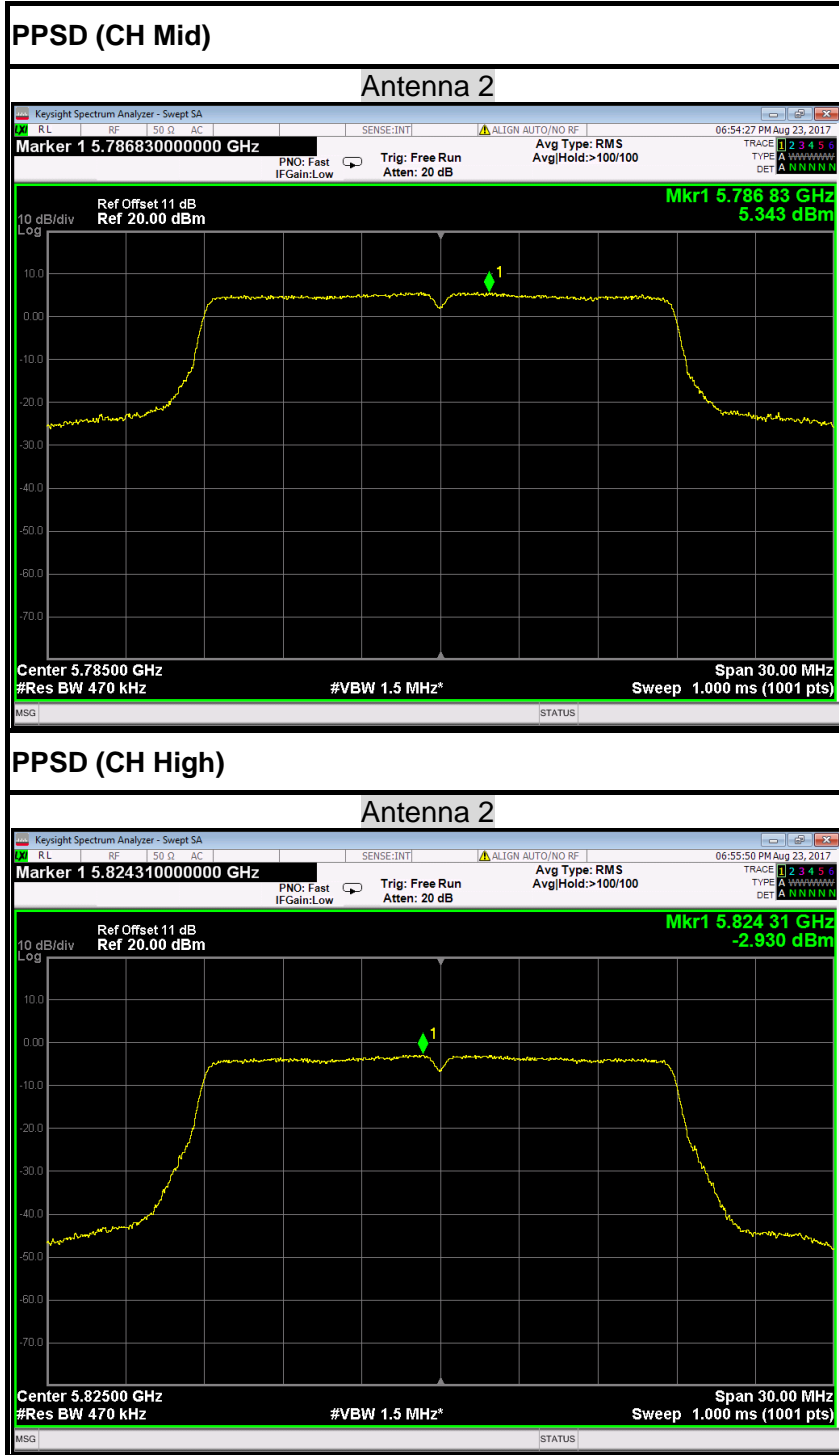 PPSD (CH Mid)
Antenna 2
Keysight Spectrum Analyzer - Swept SA
LXI RL RF 50 Ω AC SENSE:INT ALIGN AUTO/NO RF 06:54:27 PM Aug 23, 2017
Marker 1 5.786830000000 GHz Avg Type: RMS TRACE 1 2 3 4 5 6
PNO: Fast Trig: Free Run Avg|Hold:>100/100 TYPE A WWWWW
IFGain:Low Atten: 20 dB DET A N N N N N
Mkr1 5.786 83 GHz
5.343 dBm
Ref Offset 11 dB
10 dB/div Ref 20.00 dBm
Log
1
10.0
0.00
-10.0
-20.0
-30.0
-40.0
-50.0
-60.0
-70.0
Center 5.78500 GHz Span 30.00 MHz
#Res BW 470 kHz #VBW 1.5 MHz* Sweep 1.000 ms (1001 pts)
MSG STATUS
PPSD (CH High)
Antenna 2
Keysight Spectrum Analyzer - Swept SA
LXI RL RF 50 Ω AC SENSE:INT ALIGN AUTO/NO RF 06:55:50 PM Aug 23, 2017
Marker 1 5.824310000000 GHz Avg Type: RMS TRACE 1 2 3 4 5 6
PNO: Fast Trig: Free Run Avg|Hold:>100/100 TYPE A WWWWW
IFGain:Low Atten: 20 dB DET A N N N N N
Mkr1 5.824 31 GHz
-2.930 dBm
Ref Offset 11 dB
10 dB/div Ref 20.00 dBm
Log
10.0
1
0.00
-10.0
-20.0
-30.0
-40.0
-50.0
-60.0
-70.0
Center 5.82500 GHz Span 30.00 MHz
#Res BW 470 kHz #VBW 1.5 MHz* Sweep 1.000 ms (1001 pts)
MSG STATUS